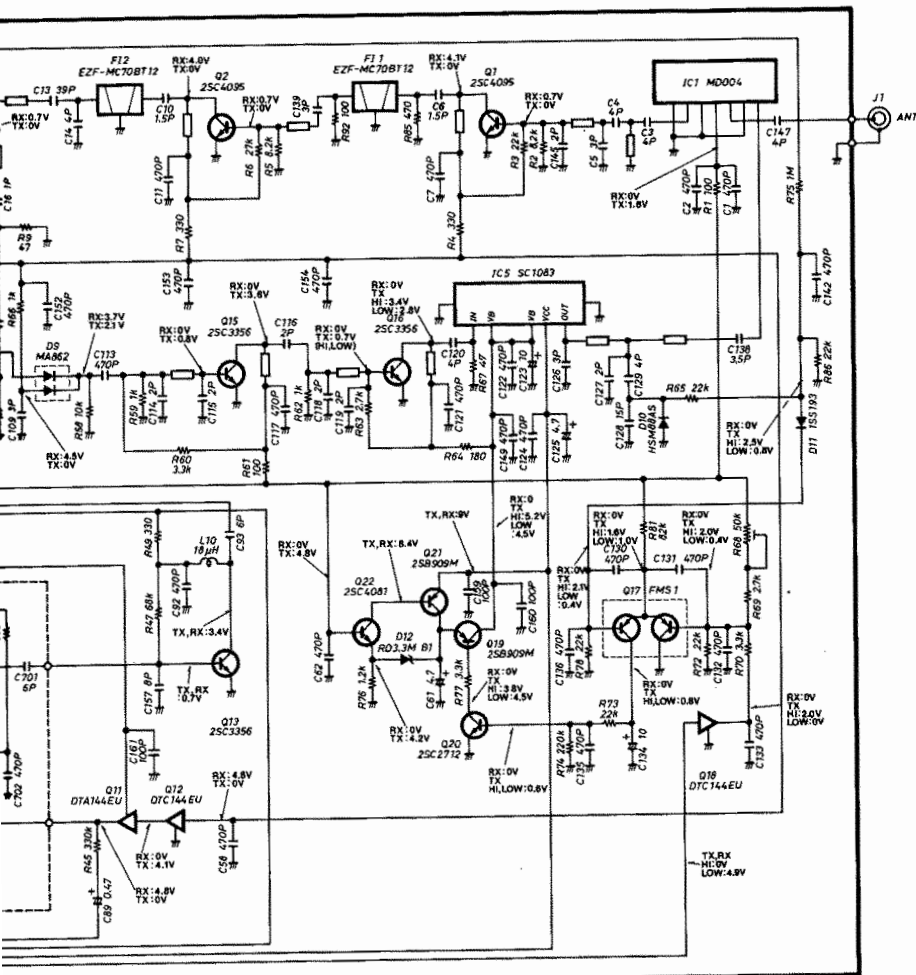 FI2
EZF-MC70BT12
RX:4.0V
TX:0V
Q2
2SC4095
FI1
EZF-MC70BT12
RX:4.1V
TX:0V
Q1
2SC4095
IC1 MD004
J1
ANT
C13 39P
RX:0.7V
TX:0V
C14 4P
C10
1.5P
RX:0.7V
TX:0V
C139
3P
R92 100
R85 470
C6
1.5P
RX:0.7V
TX:0V
C4
4P
C3
4P
C147
4P
C16 1P
C11 470P
R6 27k
R5 8.2k
C7 470P
R3 22k
R2 8.2k
C145 2P
C5 3P
RX:0V
TX:1.8V
C2 470P
R1 100
C1 470P
R75 1M
R9
47
R7 330
R4 330
C153
470P
C154
470P
IC5 SC1083
C142 470P
R66 1k
C152
470P
RX:3.7V
TX:2.1V
RX:0V
TX:0.8V
Q15
2SC3356
RX:0V
TX:3.6V
C116
2P
RX:0V
TX:0.7V
(HI,LOW)
RX:0V
TX
HI:3.4V
LOW:2.8V
Q16
2SC3356
IN
VB
VB
VCC
OUT
D9
MA862
C113
470P
C120
4P
R67 47
C122 470P
C123 10
C126 3P
C127 2P
C129 4P
C138
3.5P
R86 22k
C109 9P
R58 10k
R59 1k
C114 2P
C115 2P
C117 470P
R62 1k
C118 2P
C119 2P
R63 2.7k
C121 470P
R65 22k
C128 15P
D10
HSM88AS
RX:0V
TX
HI:2.5V
LOW:0.8V
D11 1SS193
RX:4.5V
TX:0V
R60
3.3k
R61
100
R64 180
C149 470P
C124 470P
C125 4.7
R49 330
L10
18μH
C93 6P
RX:0V
TX:4.8V
TX,RX:9V
TX,RX:8.4V
RX:0
TX
HI:5.2V
LOW
:4.5V
RX:0V
TX
HI:1.6V
LOW:1.0V
R81
82k
RX:0V
TX
HI:2.0V
LOW:0.4V
R68 50k
C92 470P
R47 68k
TX,RX:3.4V
Q22
2SC4081
Q21
2SB909M
C159
100P
C160 100P
RX:0V
TX
HI:2.1V
LOW
:0.4V
C130
470P
C131
470P
Q17 FMS1
R69 2.7k
C701
6P
C157 8P
TX,RX
:0.7V
Q13
2SC3356
C62 470P
R76 1.2k
D12
RD3.3M B1
C61 4.7
R77 3.3k
Q19
2SB909M
C136 470P
R78 22k
R72 22k
C132 470P
R70 3.3k
RX:0V
TX
HI:3.8V
LOW:4.5V
RX:0V
TX:4.2V
Q20
2SC2712
R73
22k
RX:0V
TX
HI,LOW:0.8V
RX:0V
TX
HI:2.0V
LOW:0V
C161
100P
C702 470P
Q11
DTA144EU
Q12
DTC144EU
RX:4.8V
TX:0V
RX:0V
TX
HI,LOW:0.6V
R74 220k
C135 470P
C134 10
Q18
DTC144EU
C133 470P
R45 330k
RX:0V
TX:4.1V
C58 470P
RX:4.8V
TX:0V
C89 0.47
TX,RX
HI:0V
LOW:4.9V